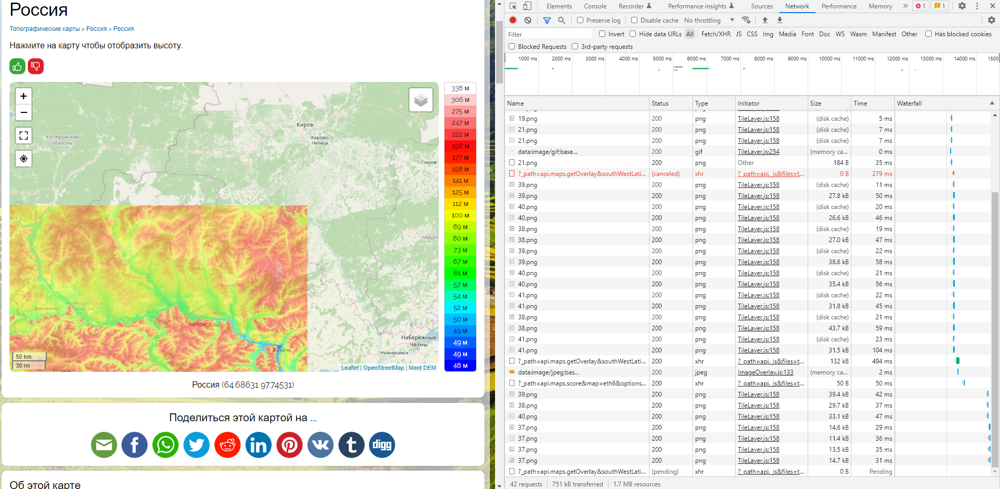 Россия
Топографические карты > Россия > Россия
Нажмите на карту чтобы отобразить высоту.
+
−
Киров
Кирово-
Чепецк
Костромская
область
Глазов
Удмурт
Марий Эл
Дзержинск
Нижегородская
область
Чебоксары
Казань
Набережные
Челны
Нижнекамск
Чувашия
Арзамас
50 km
30 mi
Leaflet | OpenStreetMap | Merit DEM
338 м
306 м
275 м
247 м
222 м
198 м
177 м
158 м
141 м
125 м
112 м
100 м
89 м
80 м
73 м
67 м
61 м
57 м
54 м
52 м
50 м
49 м
49 м
49 м
48 м
Россия (64.68631 97.74531)
Поделиться этой картой на ...
digg
Об этой карте
Elements Console Recorder Performance insights Sources Network Performance Memory » 1 1
Preserve log Disable cache No throttling
Filter Invert Hide data URLs All Fetch/XHR JS CSS Img Media Font Doc WS Wasm Manifest Other Has blocked cookies
Blocked Requests 3rd-party requests
1000 ms 2000 ms 3000 ms 4000 ms 5000 ms 6000 ms 7000 ms 8000 ms 9000 ms 10000 ms 11000 ms 12000 ms 13000 ms 14000 ms 1500
Name Status Type Initiator Size Time Waterfall
19.png 200 png TileLayer.js:158 (disk cache) 5 ms
21.png 200 png TileLayer.js:158 (disk cache) 7 ms
21.png 200 png TileLayer.js:158 (disk cache) 7 ms
data:image/gif;base... 200 gif TileLayer.js:254 (memory ca... 0 ms
21.png 200 png Other 184 B 35 ms
?_path=api.maps.getOverlay&southWestLati... (canceled) xhr ?_path=api._js&files=t... 0 B 279 ms
39.png 200 png TileLayer.js:158 (disk cache) 11 ms
39.png 200 png TileLayer.js:158 27.8 kB 50 ms
40.png 200 png TileLayer.js:158 (disk cache) 20 ms
40.png 200 png TileLayer.js:158 26.6 kB 46 ms
38.png 200 png TileLayer.js:158 (disk cache) 19 ms
38.png 200 png TileLayer.js:158 27.0 kB 47 ms
39.png 200 png TileLayer.js:158 (disk cache) 22 ms
39.png 200 png TileLayer.js:158 38.6 kB 58 ms
40.png 200 png TileLayer.js:158 (disk cache) 21 ms
40.png 200 png TileLayer.js:158 35.4 kB 56 ms
41.png 200 png TileLayer.js:158 (disk cache) 22 ms
41.png 200 png TileLayer.js:158 31.8 kB 45 ms
38.png 200 png TileLayer.js:158 (disk cache) 21 ms
38.png 200 png TileLayer.js:158 43.7 kB 59 ms
41.png 200 png TileLayer.js:158 (disk cache) 23 ms
41.png 200 png TileLayer.js:158 31.5 kB 104 ms
?_path=api.maps.getOverlay&southWestLati... 200 xhr ?_path=api._js&files=t... 132 kB 494 ms
data:image/jpeg;bas... 200 jpeg ImageOverlay.js:133 (memory ca... 2 ms
?_path=api.maps.score&map=eth6&options... 200 xhr ?_path=api._js&files=t... 50 B 50 ms
39.png 200 png TileLayer.js:158 39.4 kB 42 ms
38.png 200 png TileLayer.js:158 29.7 kB 37 ms
40.png 200 png TileLayer.js:158 33.1 kB 47 ms
37.png 200 png TileLayer.js:158 14.6 kB 29 ms
37.png 200 png TileLayer.js:158 11.4 kB 36 ms
37.png 200 png TileLayer.js:158 13.5 kB 35 ms
37.png 200 png TileLayer.js:158 14.7 kB 31 ms
?_path=api.maps.getOverlay&southWestLati... (pending) xhr ?_path=api._js&files=t... 0 B Pending
42 requests 751 kB transferred 1.7 MB resources